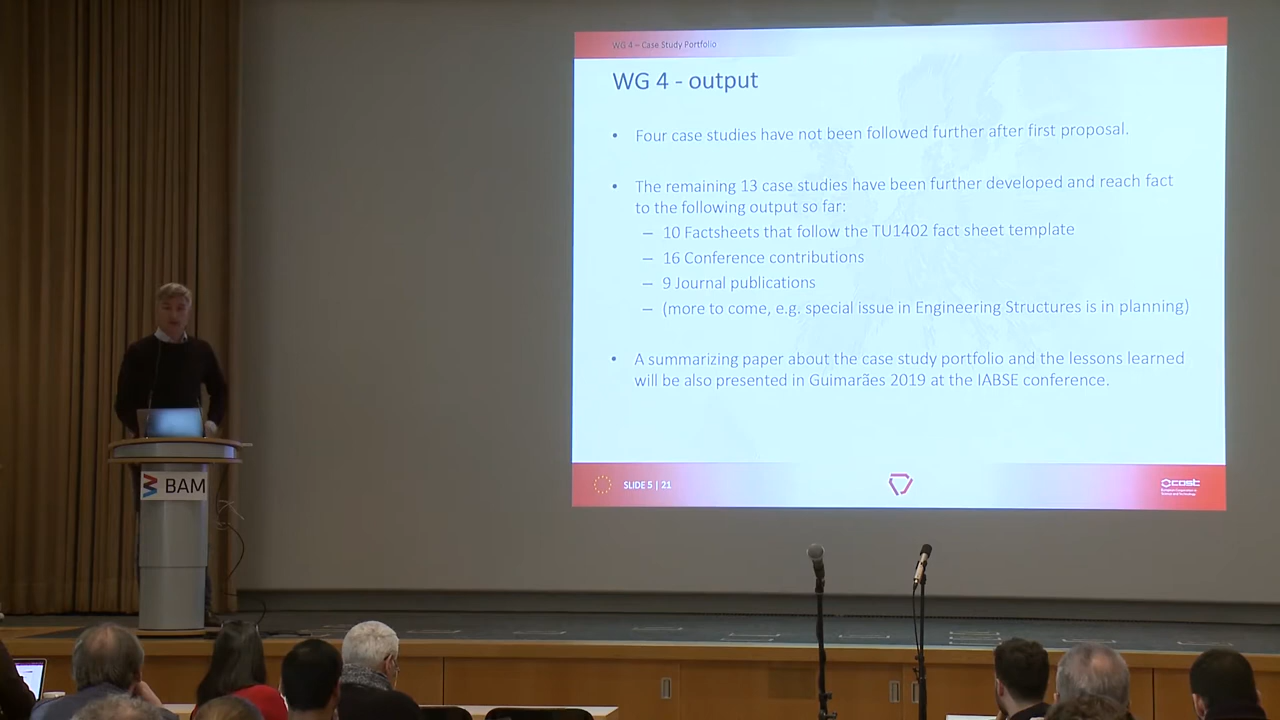 WG 4 – Case Study Portfolio
WG 4 - output
• Four case studies have not been followed further after first proposal.
• The remaining 13 case studies have been further developed and reach fact
to the following output so far:
– 10 Factsheets that follow the TU1402 fact sheet template
– 16 Conference contributions
– 9 Journal publications
– (more to come, e.g. special issue in Engineering Structures is in planning)
• A summarizing paper about the case study portfolio and the lessons learned
will be also presented in Guimarães 2019 at the IABSE conference.
SLIDE 5 | 21
cost
BAM